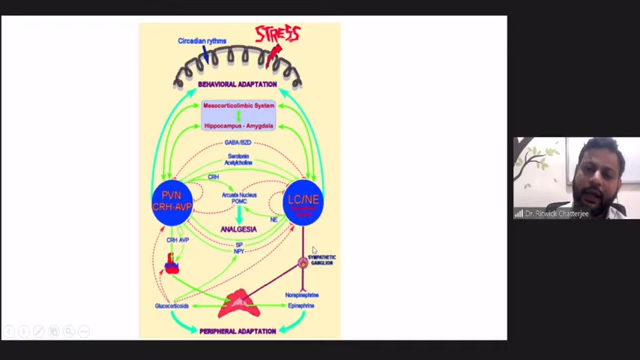 Circadian rythms
STRESS
BEHAVIORAL ADAPTATION
Mesocorticolimbic System
Hippocampus - Amygdala
GABA/BZD
Serotonin
Acetylcholine
CRH
PVN
CRH-AVP
Arcuate Nucleus
POMC
LC/NE
NE
ANALGESIA
CRH AVP
SP
NPY
SYMPATHETIC
GANGLION
Norepinephrine
Glucocorticoids
Epinephrine
PERIPHERAL ADAPTATION
Dr. Ritwick Chatterjee